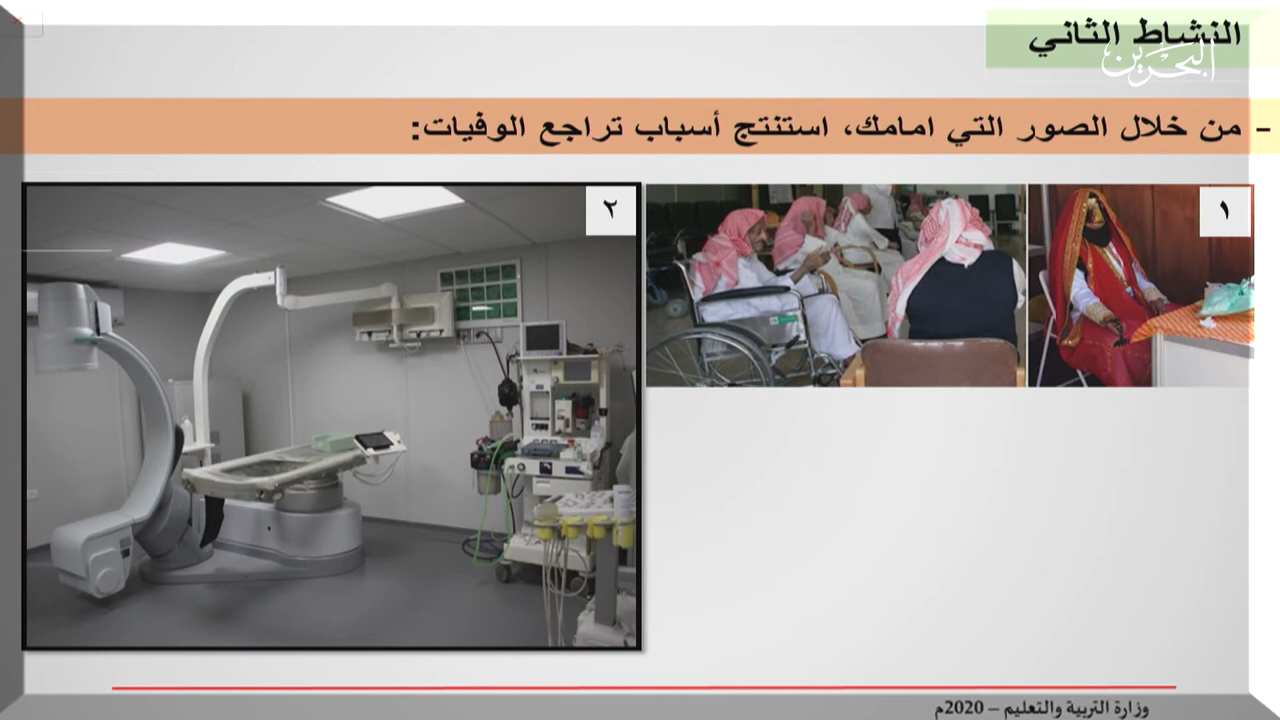 النشاط الثاني
البحرين
- من خلال الصور التي امامك، استنتج أسباب تراجع الوفيات:
١
٢
وزارة التربية والتعليم – 2020م